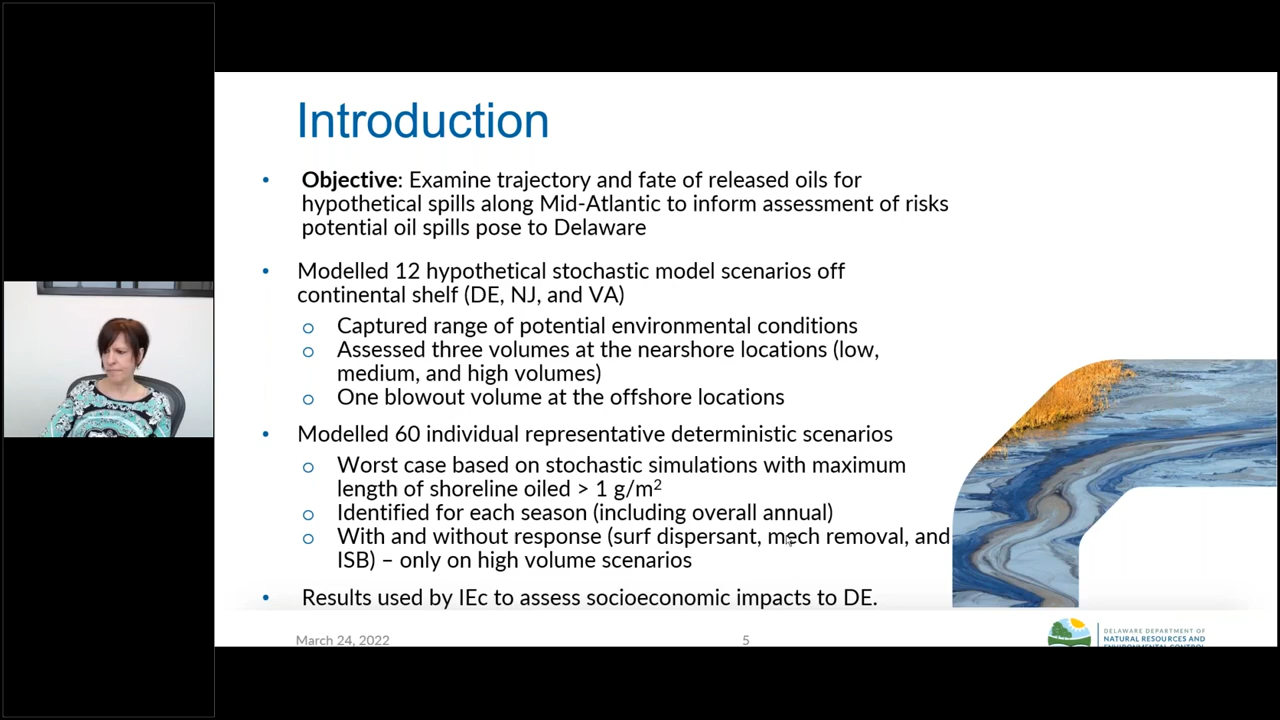 Introduction
• Objective: Examine trajectory and fate of released oils for
hypothetical spills along Mid-Atlantic to inform assessment of risks
potential oil spills pose to Delaware
• Modelled 12 hypothetical stochastic model scenarios off
continental shelf (DE, NJ, and VA)
o Captured range of potential environmental conditions
o Assessed three volumes at the nearshore locations (low,
medium, and high volumes)
o One blowout volume at the offshore locations
• Modelled 60 individual representative deterministic scenarios
o Worst case based on stochastic simulations with maximum
length of shoreline oiled > 1 g/m²
o Identified for each season (including overall annual)
o With and without response (surf dispersant, mech removal, and
ISB) – only on high volume scenarios
• Results used by IEc to assess socioeconomic impacts to DE.
March 24, 2022
5
DELAWARE DEPARTMENT OF
NATURAL RESOURCES AND
ENVIRONMENTAL CONTROL